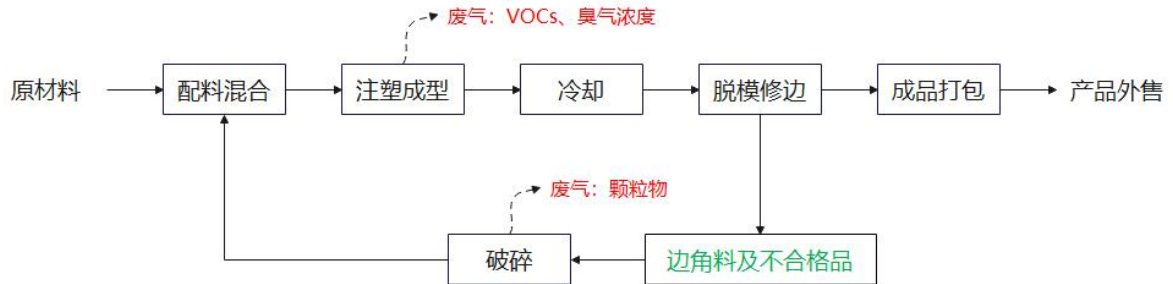 废气：VOCs、臭气浓度
原材料
配料混合
注塑成型
冷却
脱模修边
成品打包
产品外售
废气：颗粒物
破碎
边角料及不合格品